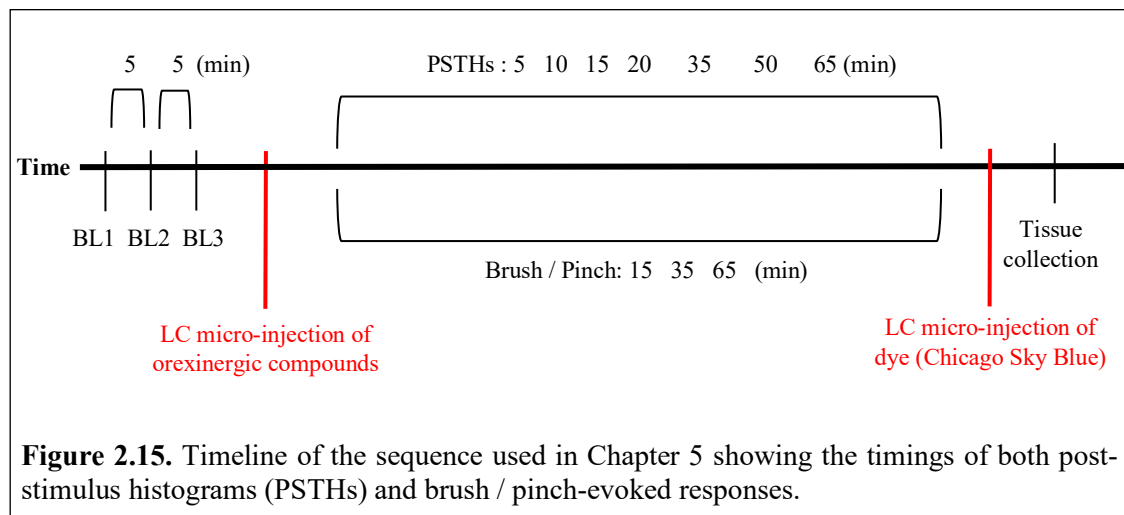 5 5 (min)
PSTHs : 5 10 15 20 35 50 65 (min)
Time
BL1 BL2 BL3
Brush / Pinch: 15 35 65 (min)
Tissue
collection
LC micro-injection of
orexinergic compounds
LC micro-injection of
dye (Chicago Sky Blue)
Figure 2.15. Timeline of the sequence used in Chapter 5 showing the timings of both post-
stimulus histograms (PSTHs) and brush / pinch-evoked responses.